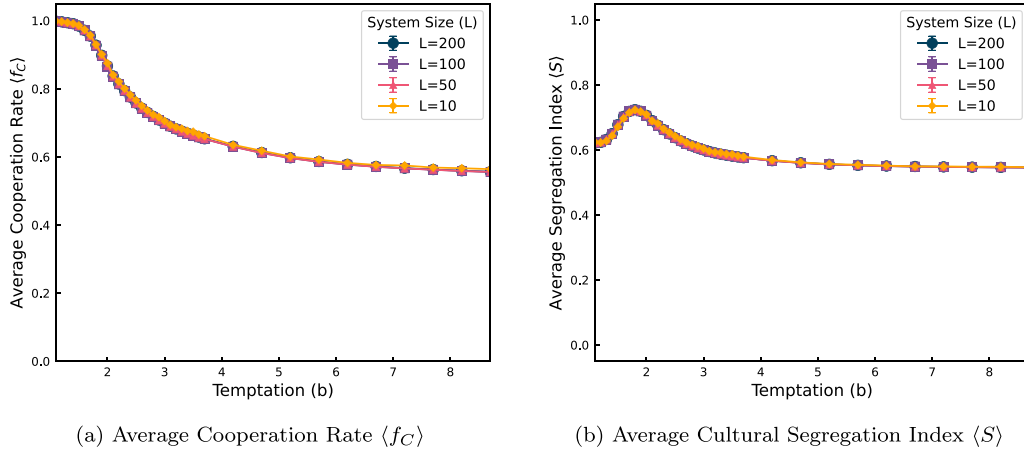 1.0
0.8
0.6
0.4
0.2
0.0
Average Cooperation Rate ⟨f_C⟩
2 3 4 5 6 7 8
Temptation (b)
System Size (L)
L=200
L=100
L=50
L=10
(a) Average Cooperation Rate ⟨f_C⟩
1.0
0.8
0.6
0.4
0.2
0.0
Average Segregation Index ⟨S⟩
2 3 4 5 6 7 8
Temptation (b)
System Size (L)
L=200
L=100
L=50
L=10
(b) Average Cultural Segregation Index ⟨S⟩